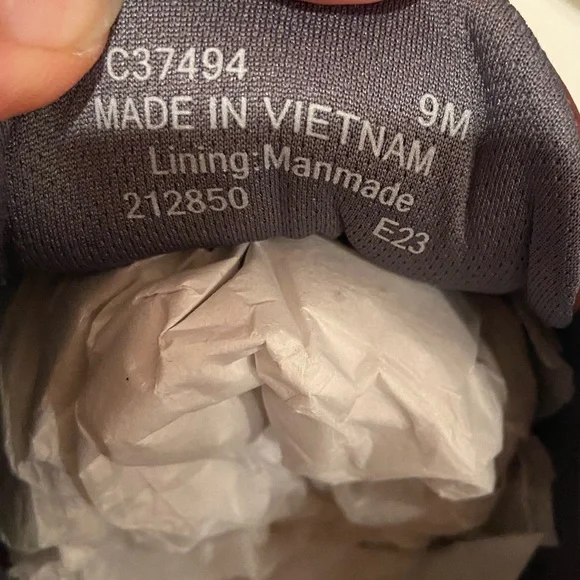 C37494
9M
MADE IN VIETNAM
Lining:Manmade
212850
E23